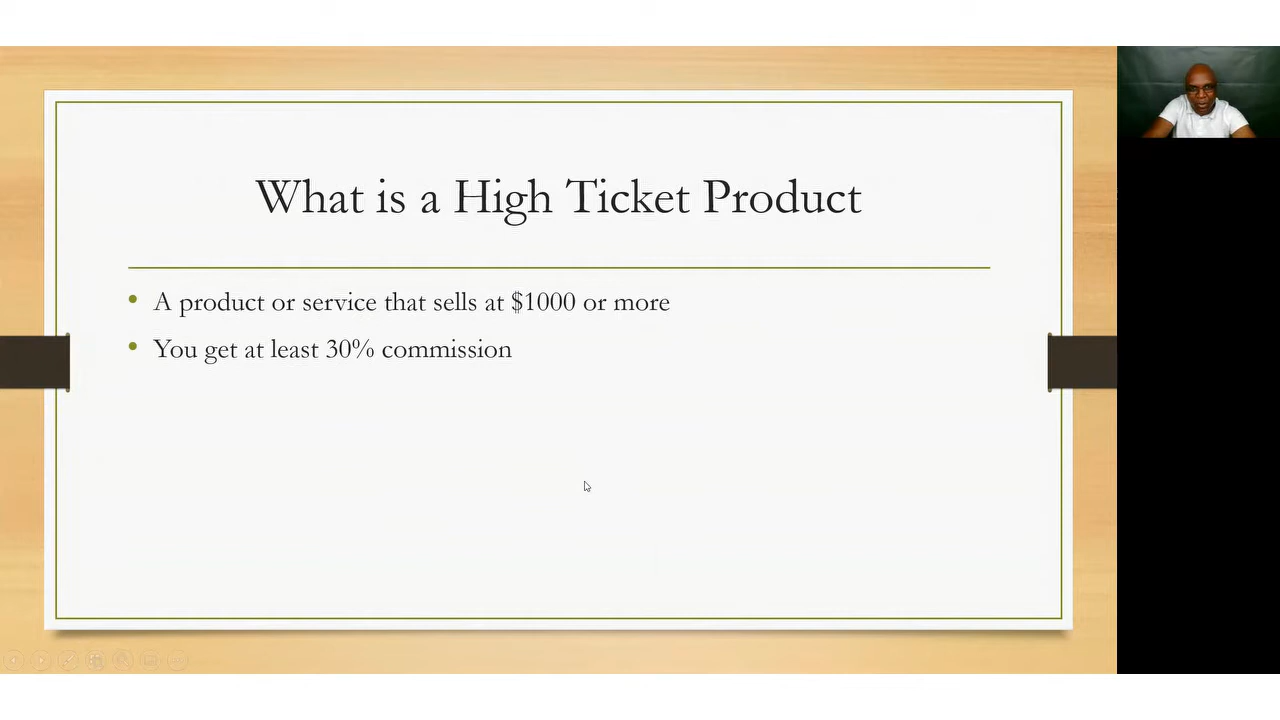 What is a High Ticket Product
A product or service that sells at $1000 or more
You get at least 30% commission